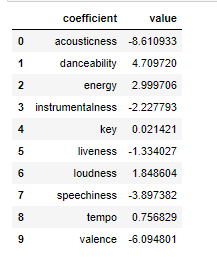 coefficient value
0 acousticness -8.610933
1 danceability 4.709720
2 energy 2.999706
3 instrumentalness -2.227793
4 key 0.021421
5 liveness -1.334027
6 loudness 1.848604
7 speechiness -3.897382
8 tempo 0.756829
9 valence -6.094801